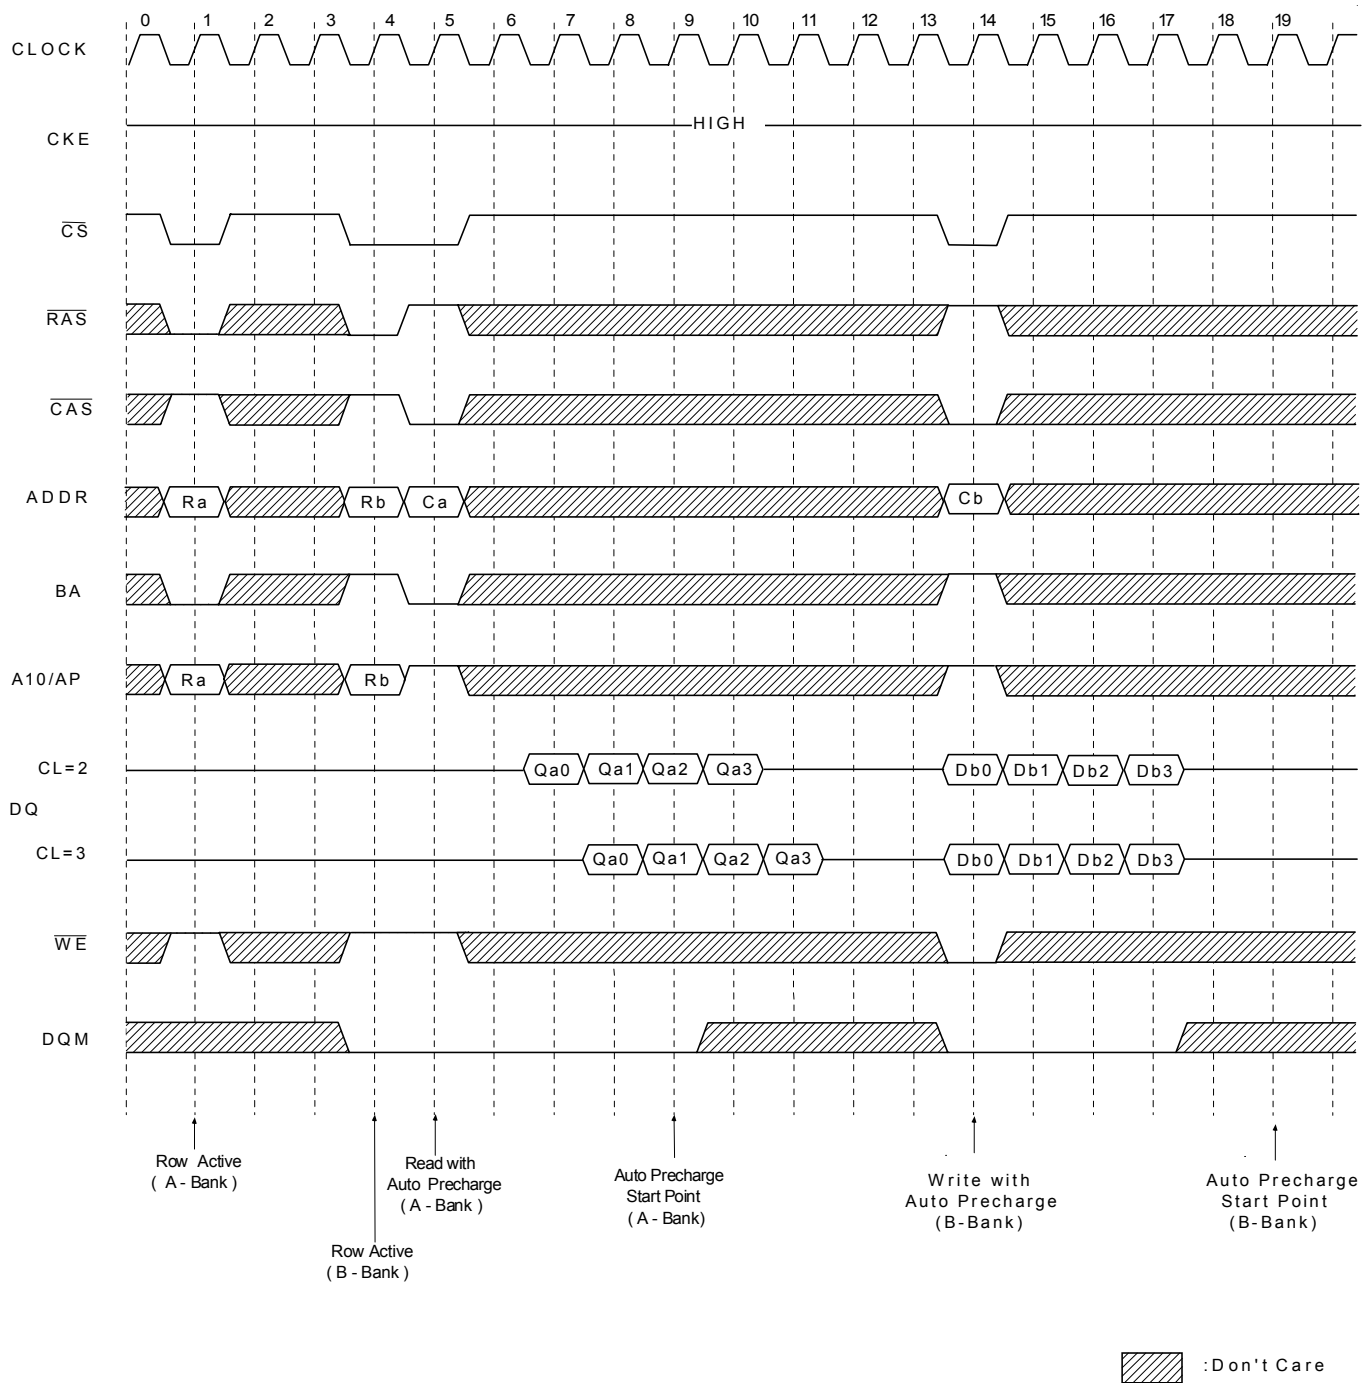 0 1 2 3 4 5 6 7 8 9 10 11 12 13 14 15 16 17 18 19
CLOCK
HIGH
CKE
CS
RAS
CAS
ADDR Ra Rb Ca Cb
BA
A10/AP Ra Rb
CL=2 Qa0 Qa1 Qa2 Qa3 Db0 Db1 Db2 Db3
DQ
CL=3 Qa0 Qa1 Qa2 Qa3 Db0 Db1 Db2 Db3
WE
DQM
Row Active
( A - Bank )
Row Active
( B - Bank )
Read with
Auto Precharge
( A - Bank )
Auto Precharge
Start Point
( A - Bank)
Write with
Auto Precharge
(B-Bank)
Auto Precharge
Start Point
(B-Bank)
:Don't Care